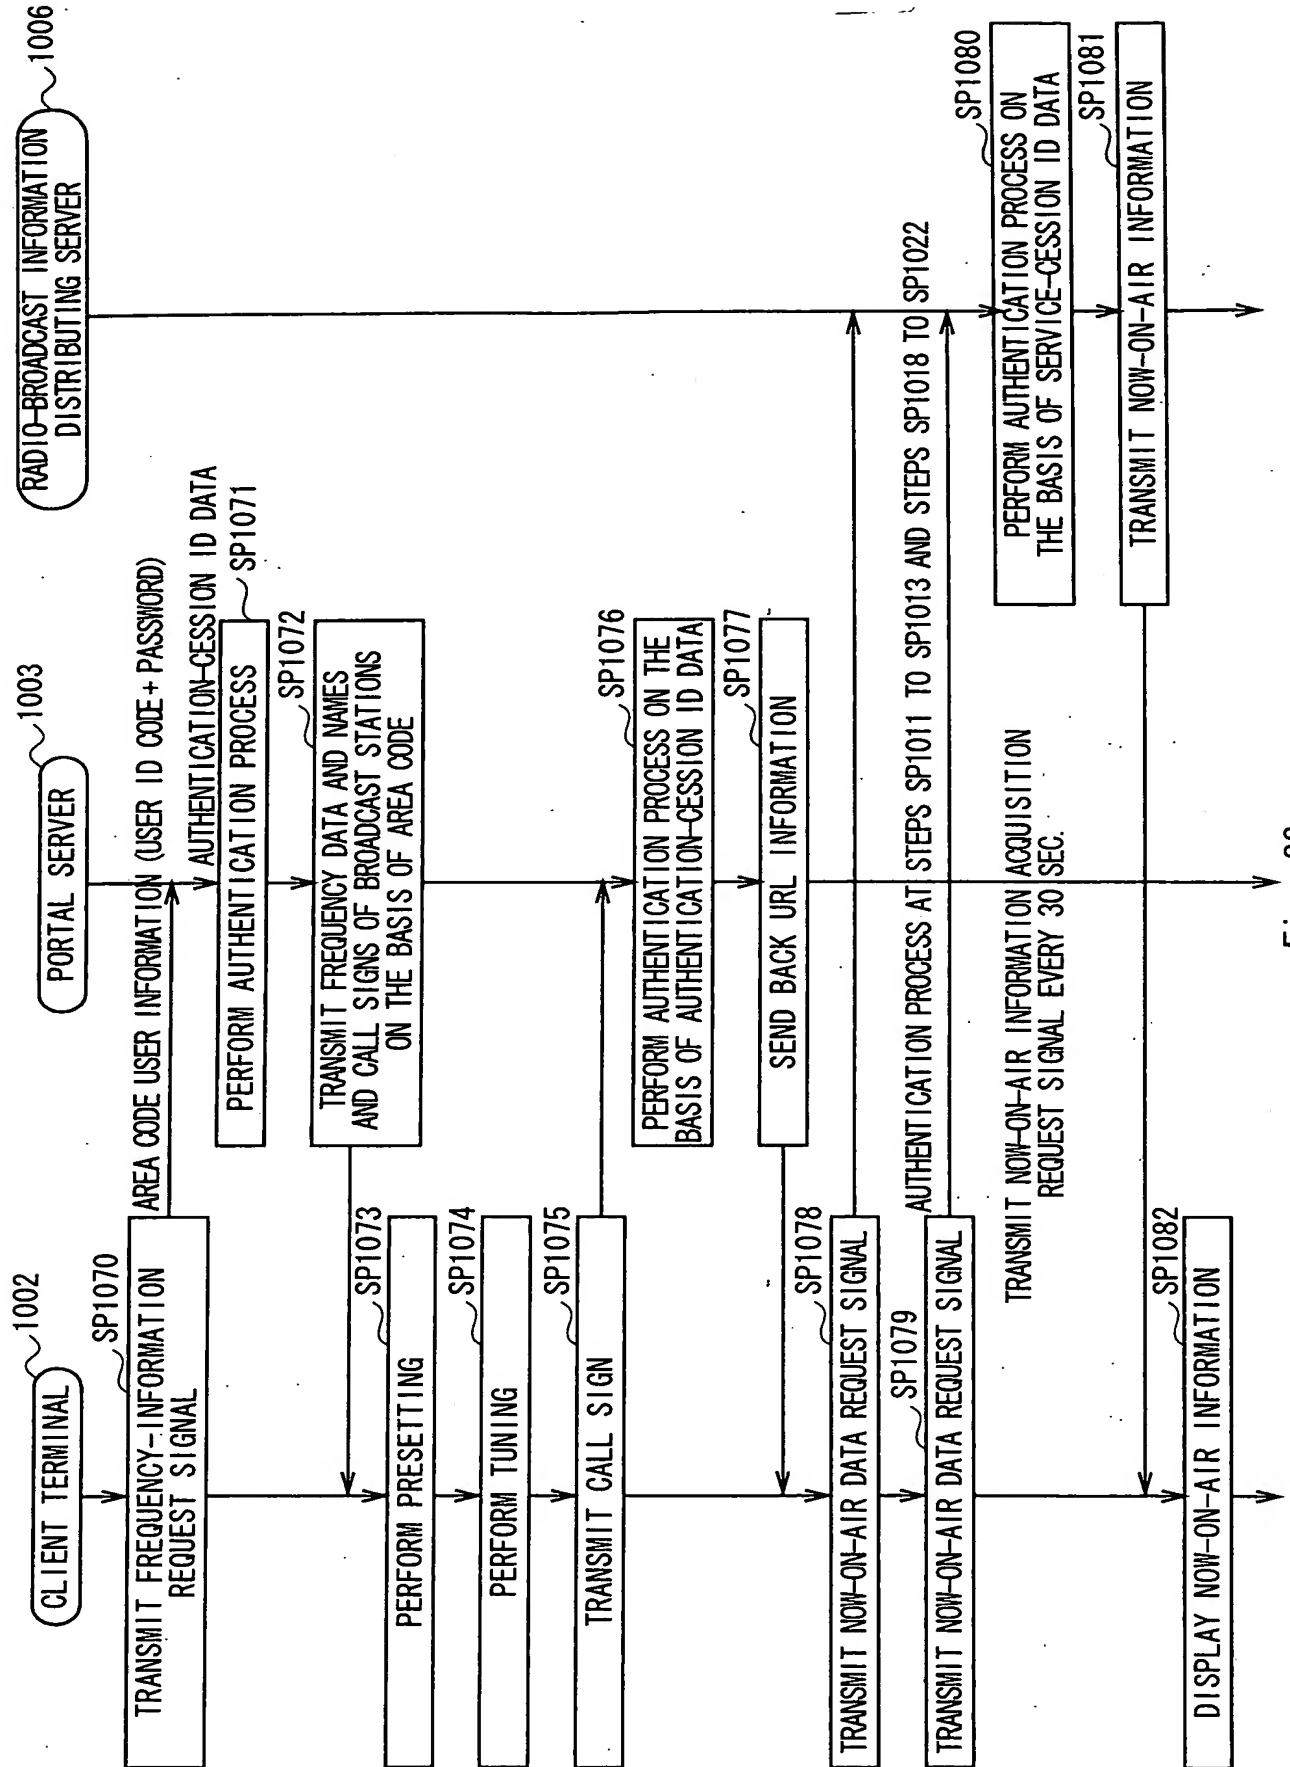 CLIENT TERMINAL
1002
PORTAL SERVER
1003
RADIO-BROADCAST INFORMATION
DISTRIBUTING SERVER
1006
SP1070
TRANSMIT FREQUENCY-INFORMATION
REQUEST SIGNAL
AREA CODE USER INFORMATION (USER ID CODE+ PASSWORD)
AUTHENTICATION-CESSION ID DATA
SP1071
PERFORM AUTHENTICATION PROCESS
SP1072
TRANSMIT FREQUENCY DATA AND NAMES
AND CALL SIGNS OF BROADCAST STATIONS
ON THE BASIS OF AREA CODE
SP1073
PERFORM PRESETTING
SP1074
PERFORM TUNING
SP1075
TRANSMIT CALL SIGN
SP1076
PERFORM AUTHENTICATION PROCESS ON THE
BASIS OF AUTHENTICATION-CESSION ID DATA
SP1077
SEND BACK URL INFORMATION
SP1078
TRANSMIT NOW-ON-AIR DATA REQUEST SIGNAL
AUTHENTICATION PROCESS AT STEPS SP1011 TO SP1013 AND STEPS SP1018 TO SP1022
SP1079
TRANSMIT NOW-ON-AIR DATA REQUEST SIGNAL
TRANSMIT NOW-ON-AIR INFORMATION ACQUISITION
REQUEST SIGNAL EVERY 30 SEC.
SP1080
PERFORM AUTHENTICATION PROCESS ON
THE BASIS OF SERVICE-CESSION ID DATA
SP1081
TRANSMIT NOW-ON-AIR INFORMATION
SP1082
DISPLAY NOW-ON-AIR INFORMATION